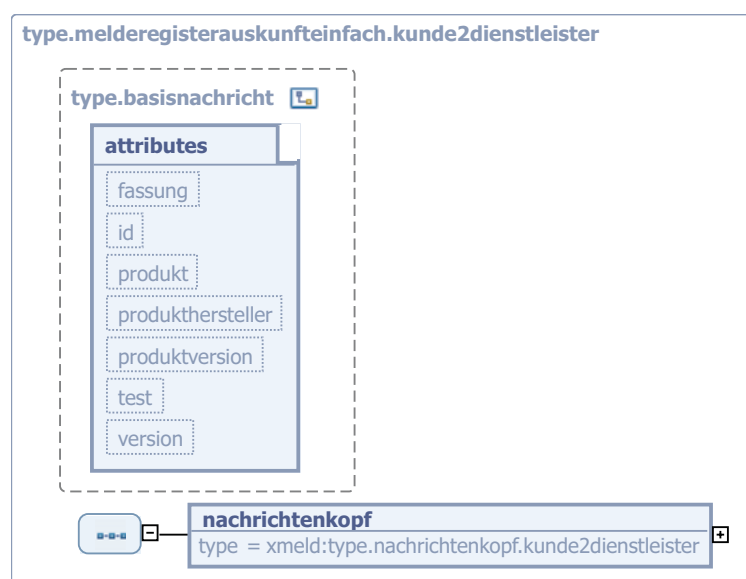 type.melderegisterauskunfteinfach.kunde2dienstleister
type.basisnachricht
attributes
fassung
id
produkt
produkthersteller
produktversion
test
version
nachrichtenkopf
type = xmeld:type.nachrichtenkopf.kunde2dienstleister